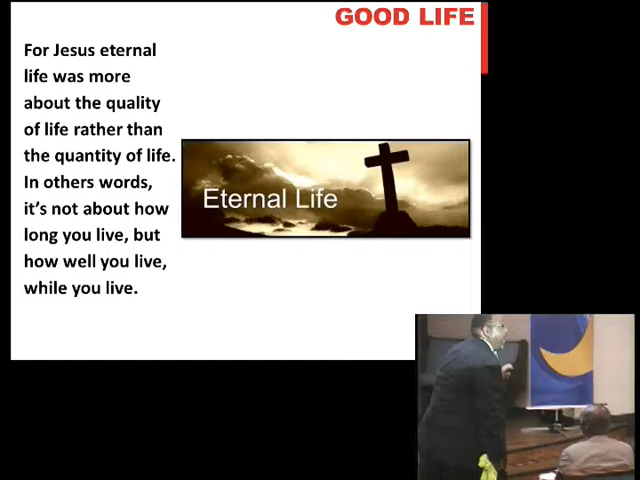 GOOD LIFE
For Jesus eternal
life was more
about the quality
of life rather than
the quantity of life.
In others words,
it's not about how
long you live, but
how well you live,
while you live.
Eternal Life